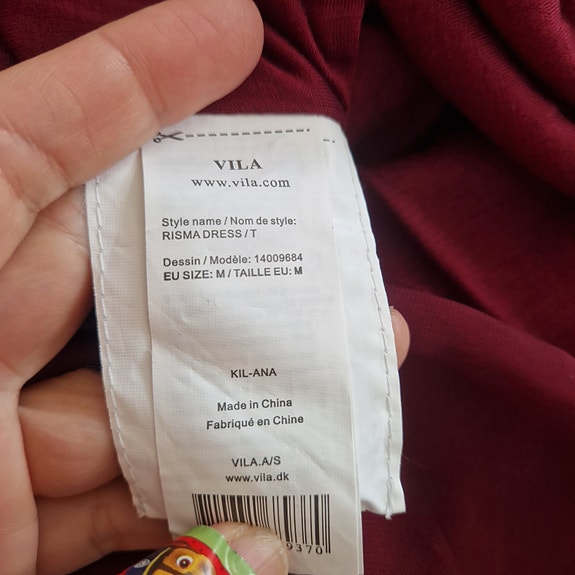 VILA
www.vila.com
Style name / Nom de style:
RISMA DRESS / T
Dessin / Modèle: 14009684
EU SIZE: M / TAILLE EU: M
KIL-ANA
Made in China
Fabriqué en Chine
VILA.A/S
www.vila.dk
9370